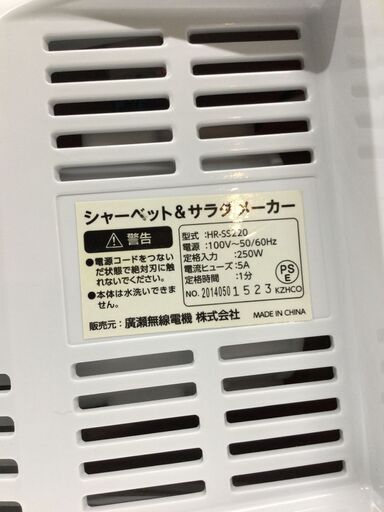 シャーベット&サラダメーカー
警告
●電源コードをつない
だ状態で絶対刃に触
れないでください。
●本体は水洗いできま
せん。
型式:HR-SS220
電源:100V～50/60Hz
定格入力:250W
電流ヒューズ:5A
定格時間:1分
NO. 2014050 1523
PS
E
KZHCO
販売元:廣瀬無線電機 株式会社
MADE IN CHINA